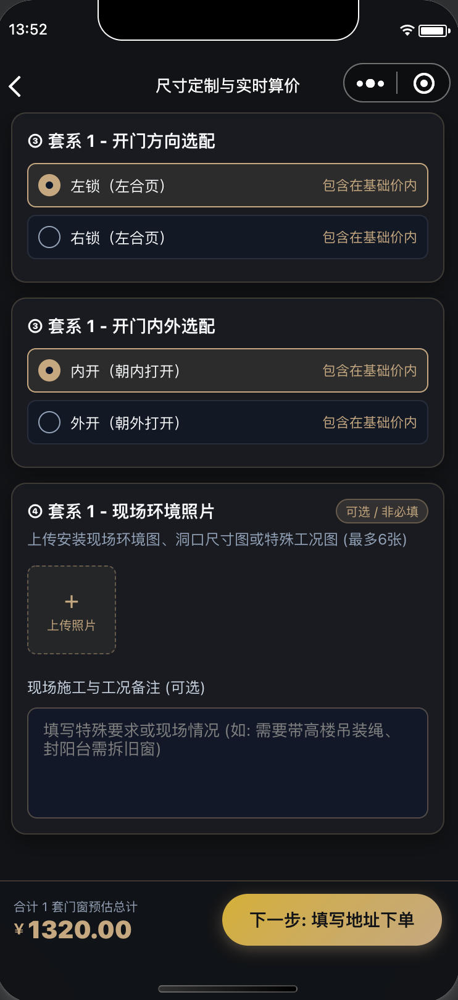 13:52
尺寸定制与实时算价
③ 套系 1 - 开门方向选配
左锁（左合页） 包含在基础价内
右锁（左合页） 包含在基础价内
③ 套系 1 - 开门内外选配
内开（朝内打开） 包含在基础价内
外开（朝外打开） 包含在基础价内
④ 套系 1 - 现场环境照片 可选 / 非必填
上传安装现场环境图、洞口尺寸图或特殊工况图 (最多6张)
+
上传照片
现场施工与工况备注 (可选)
填写特殊要求或现场情况 (如: 需要带高楼吊装绳、
封阳台需拆旧窗)
合计 1 套门窗预估总计
¥1320.00
下一步: 填写地址下单